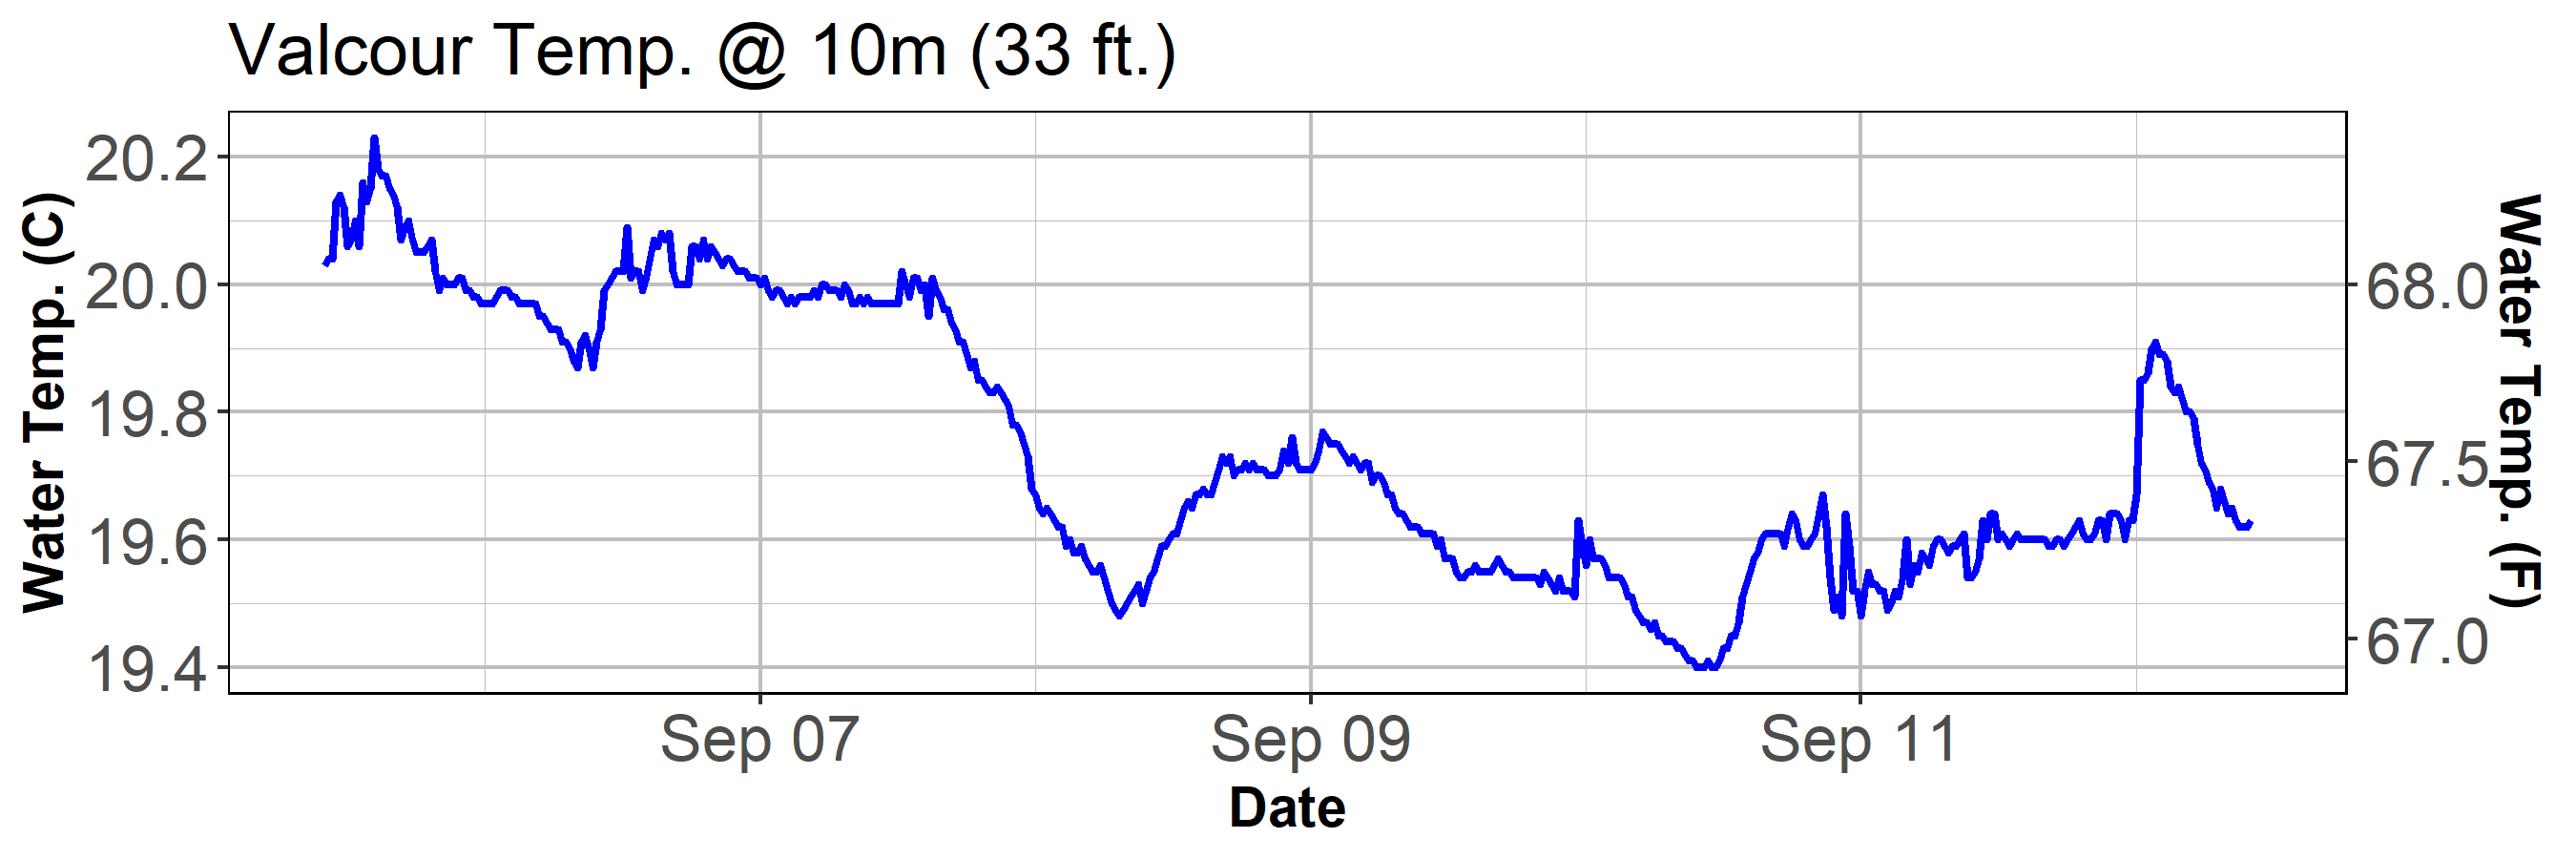 Valcour Temp. @ 10m (33 ft.)
Water Temp. (C)
20.2
20.0
19.8
19.6
19.4
68.0
67.5
67.0
Water Temp. (F)
Sep 07
Sep 09
Sep 11
Date